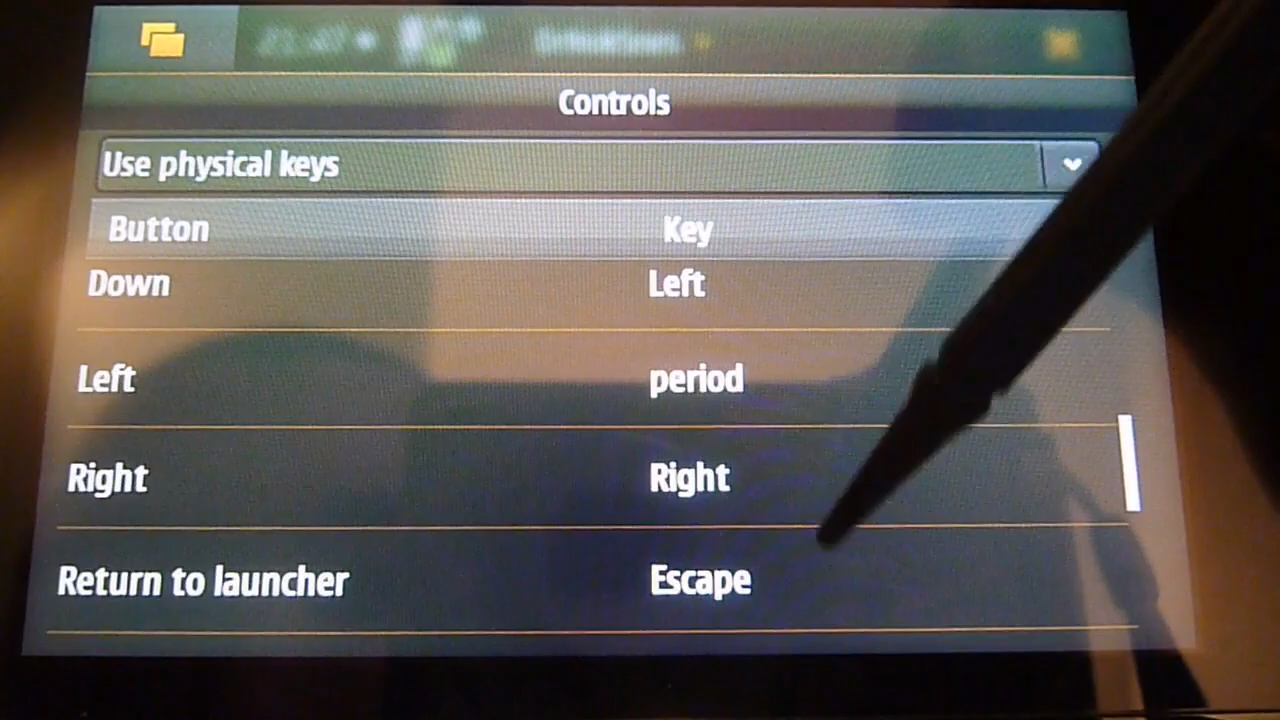 Controls
Use physical keys
Button Key
Down Left
Left period
Right Right
Return to launcher Escape